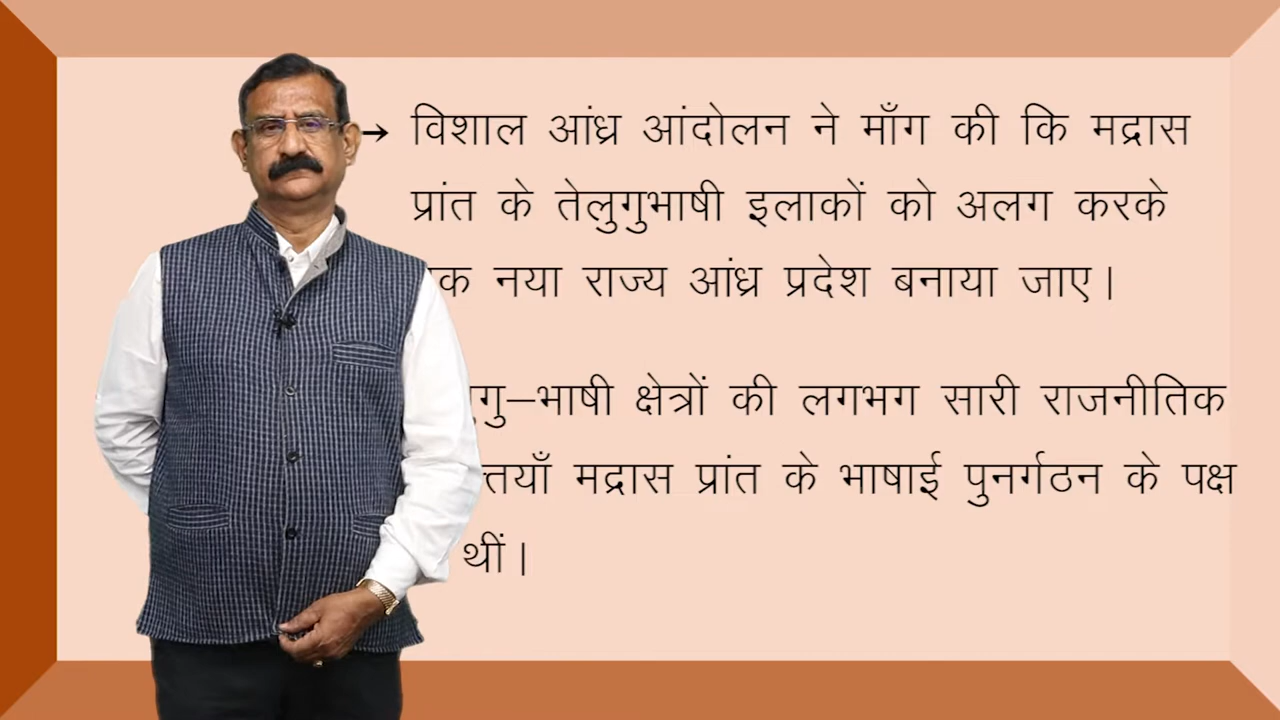 → विशाल आंध्र आंदोलन ने माँग की कि मद्रास
प्रांत के तेलुगुभाषी इलाकों को अलग करके
नया राज्य आंध्र प्रदेश बनाया जाए।
भाषी क्षेत्रों की लगभग सारी राजनीतिक
मद्रास प्रांत के भाषाई पुनर्गठन के पक्ष
थीं।